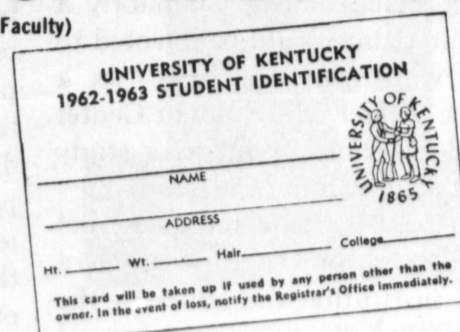 Faculty)
UNIVERSITY OF KENTUCKY
1962-1963 STUDENT IDENTIFICATION
UNIVERSITY OF KENTUCKY
1865
NAME
ADDRESS
Ht. Wt. Hair College
This card will be taken up if used by any person other than the
owner. In the event of loss, notify the Registrar's Office immediately.